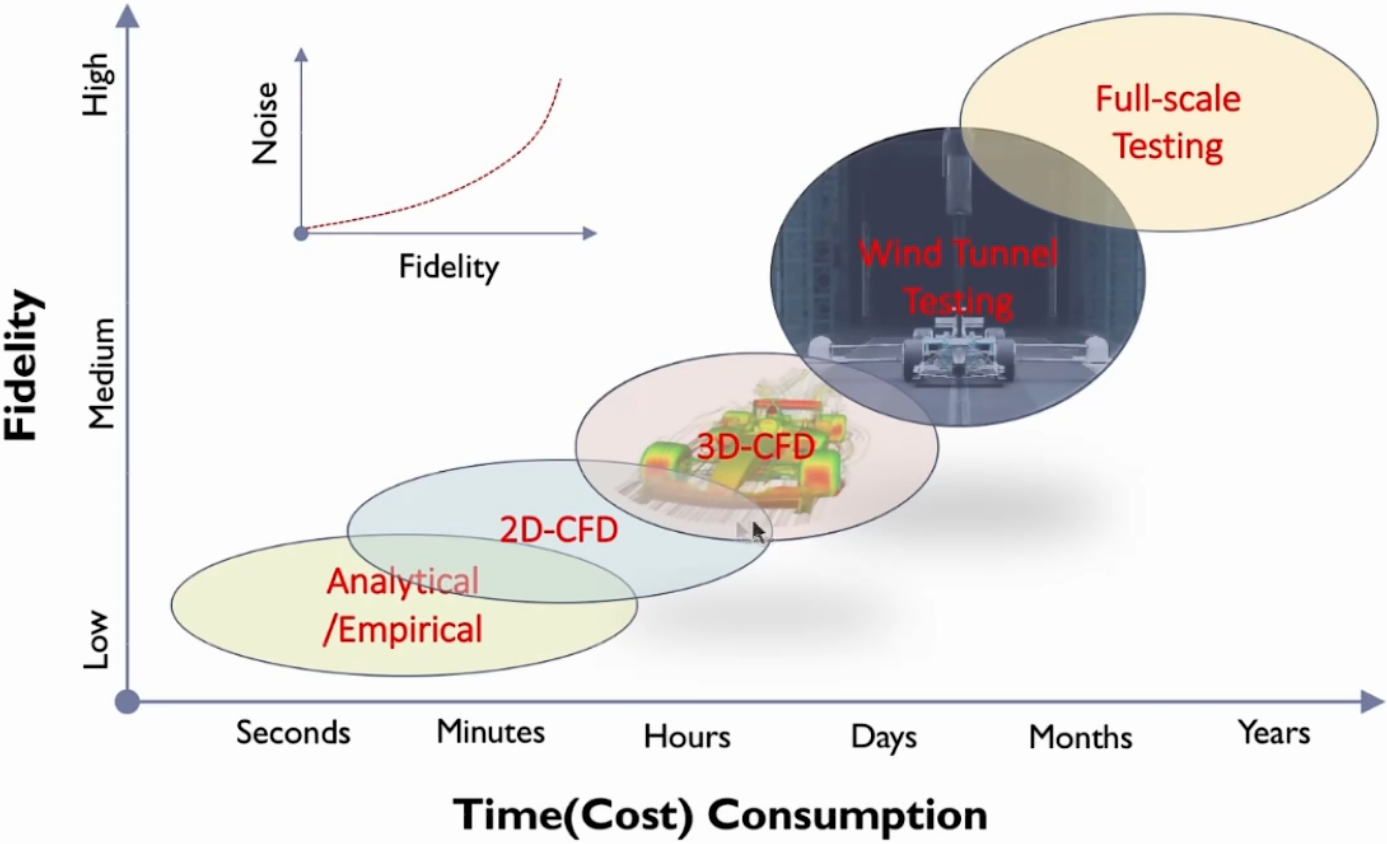 High
Medium
Low
Fidelity
Noise
Fidelity
Full-scale
Testing
Wind Tunnel
Testing
3D-CFD
2D-CFD
Analytical
/Empirical
Seconds
Minutes
Hours
Days
Months
Years
Time(Cost) Consumption